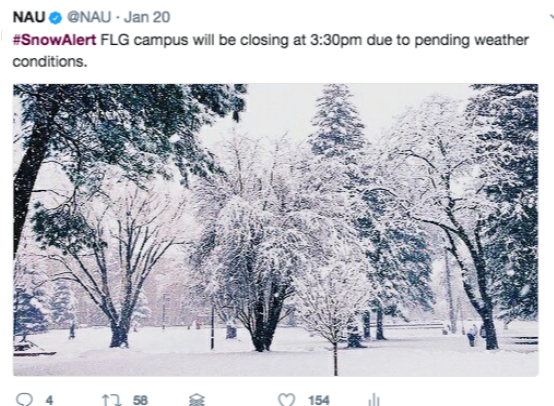 NAU @NAU · Jan 20
#SnowAlert FLG campus will be closing at 3:30pm due to pending weather
conditions.
4 58 154